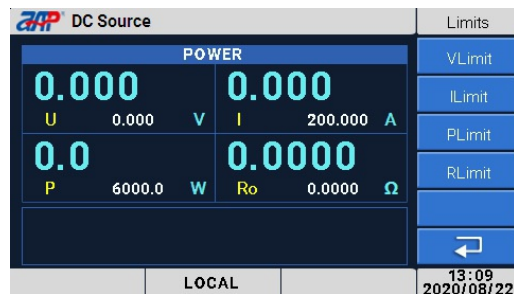 AAP DC Source
Limits
POWER
VLimit
0.000
0.000
ILimit
U 0.000 V
I 200.000 A
PLimit
0.0
0.0000
RLimit
P 6000.0 W
Ro 0.0000 Ω
LOCAL
13:09
2020/08/22